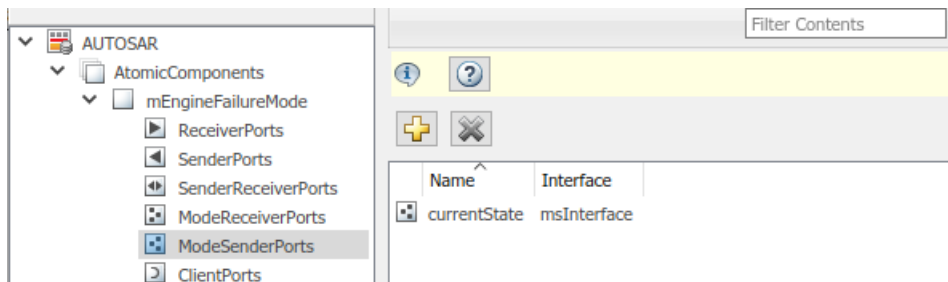 Filter Contents
AUTOSAR
AtomicComponents
mEngineFailureMode
ReceiverPorts
SenderPorts
SenderReceiverPorts
ModeReceiverPorts
ModeSenderPorts
ClientPorts
Name Interface
currentState msInterface